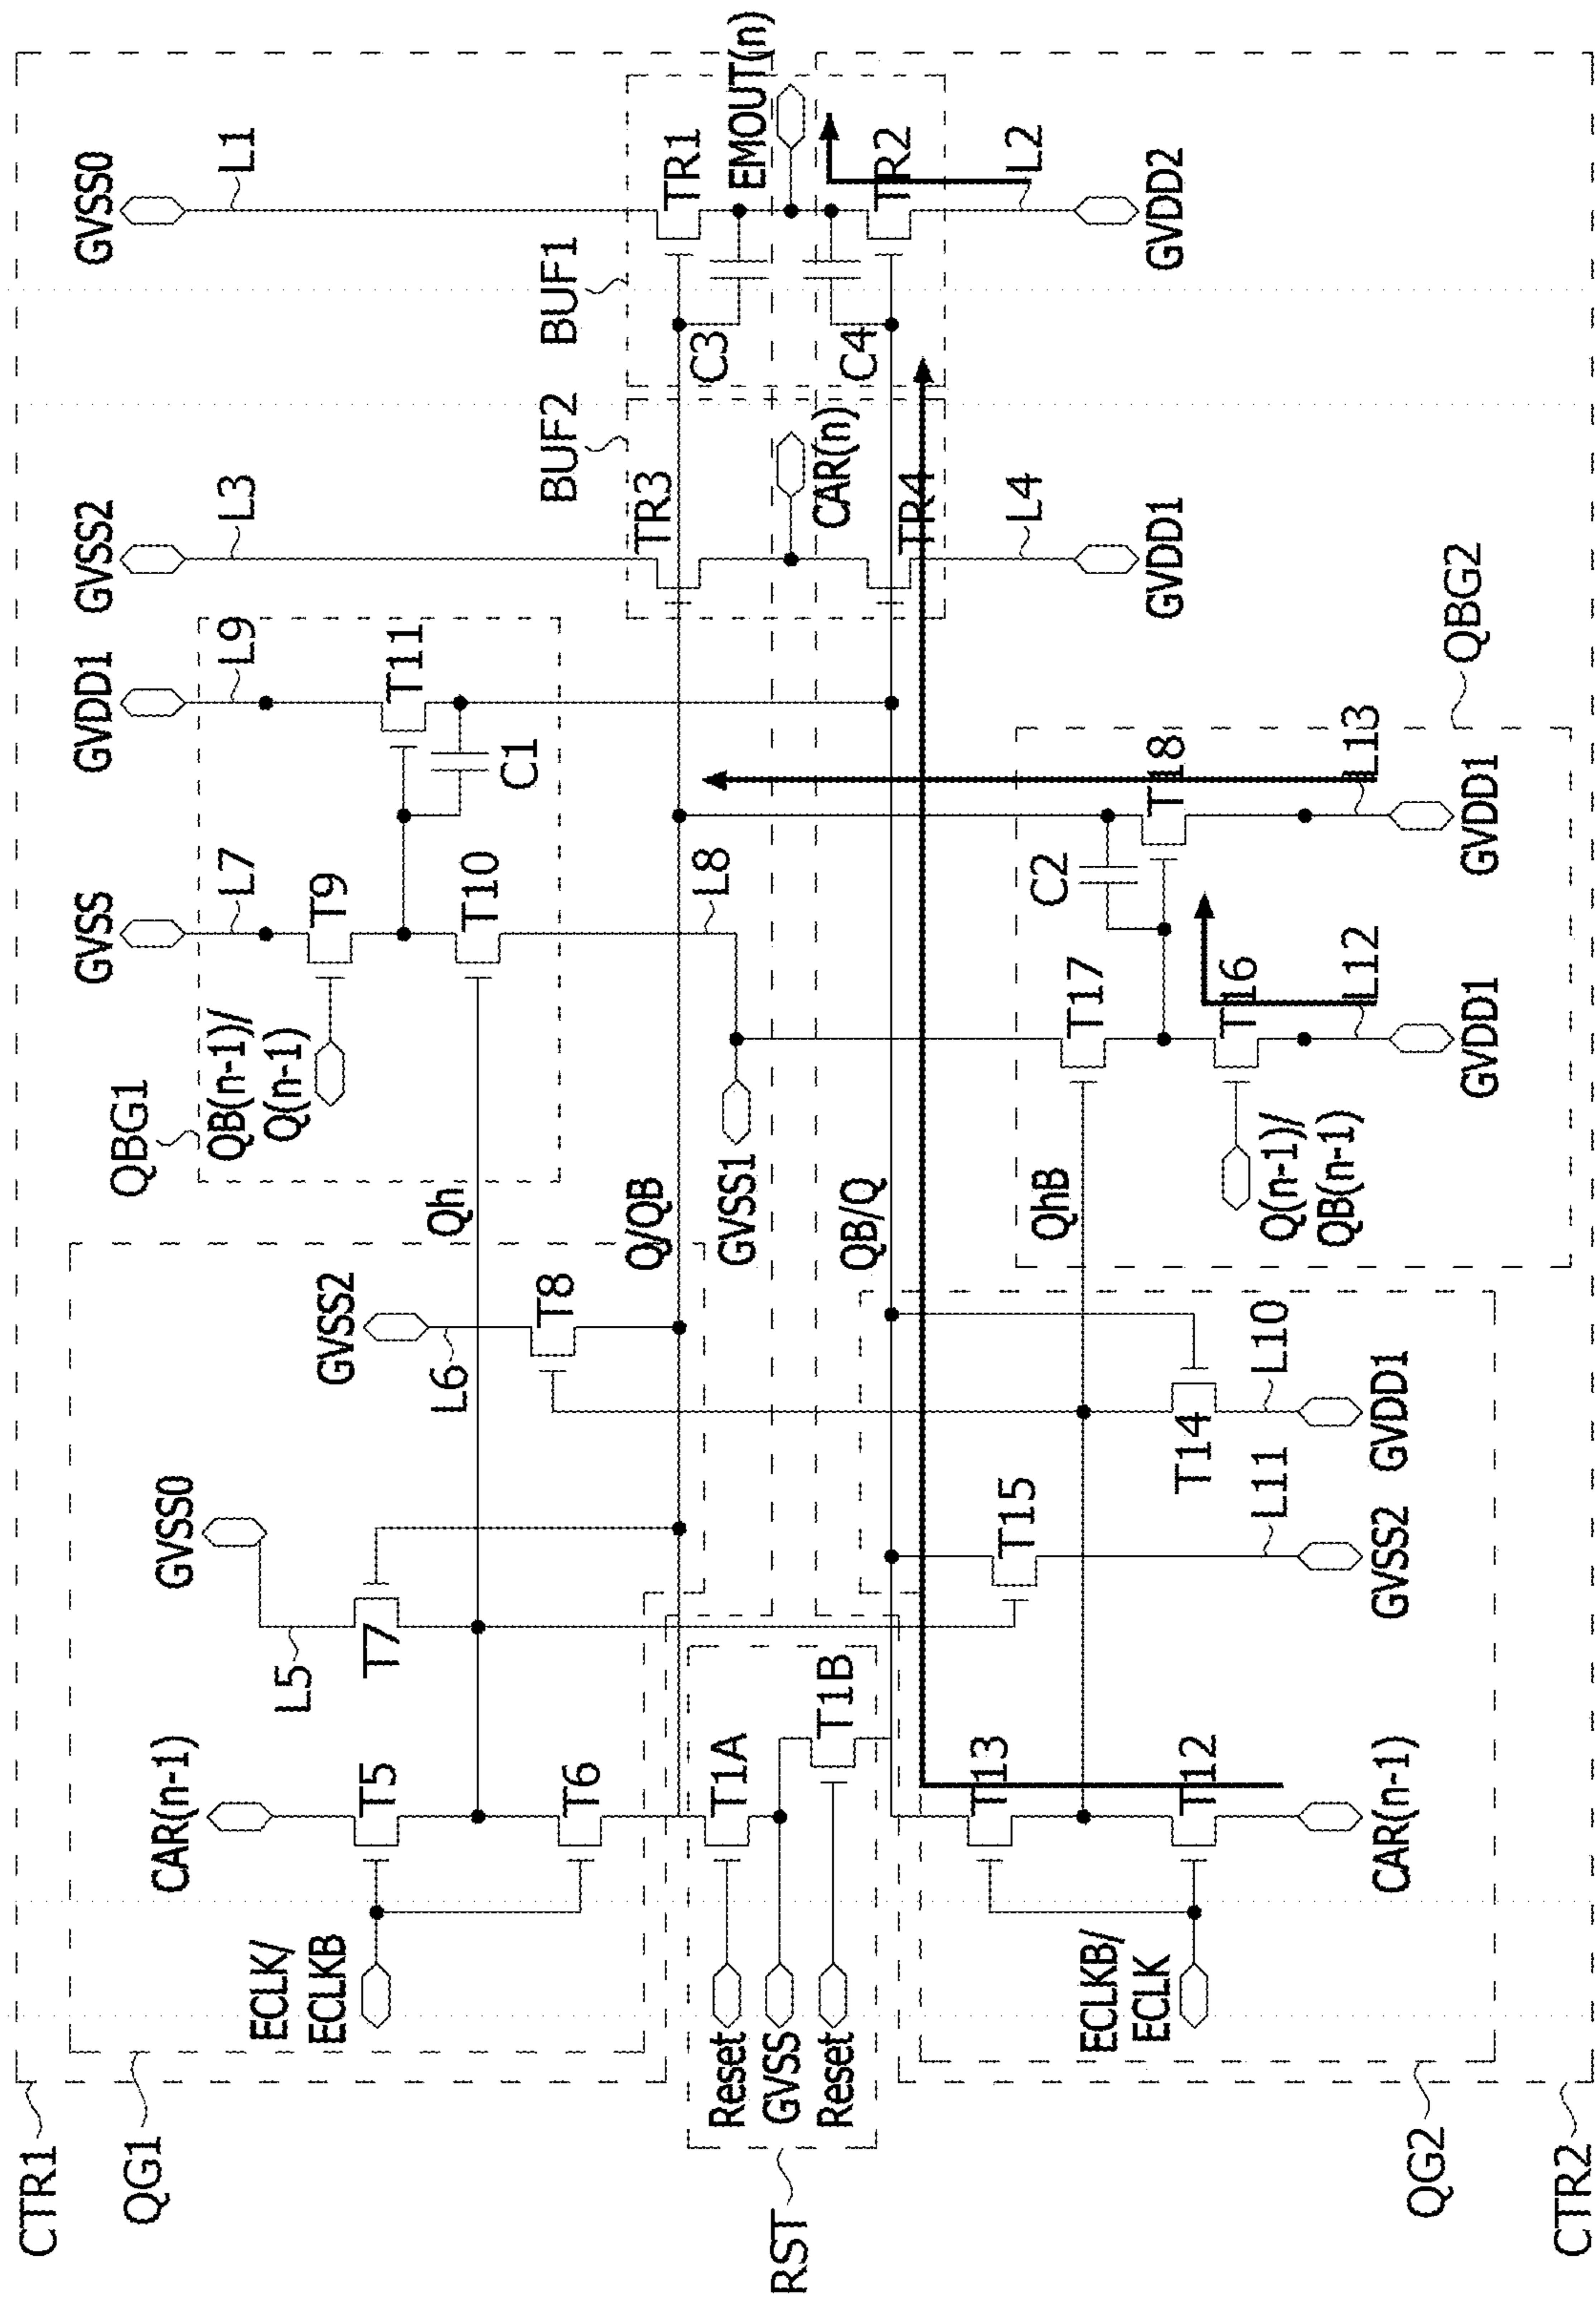 GVSS0
L1
TR1
EMOUT(n)
TR2
L2
GVDD2
BUF1
C3
C4
BUF2
GVSS2
L3
TR3
CAR(n)
TR4
L4
GVDD1
QBG2
GVDD1
L9
T11
C1
T18
L13
GVDD1
GVSS
L7
T9
T10
L8
C2
T17
T16
L12
GVDD1
QBG1
QB(n-1)/
Q(n-1)
Qh
Q/QB
GVSS1
QB/Q
QhB
Q(n-1)/
QB(n-1)
GVSS2
L6
T8
L10
GVDD1
T14
GVSS0
L5
T7
T15
L11
GVSS2
CAR(n-1)
T5
T6
T1A
T1B
T13
T12
CAR(n-1)
ECLK/
ECLKB
Reset
GVSS
Reset
ECLKB/
ECLK
CTR1
QG1
RST
QG2
CTR2